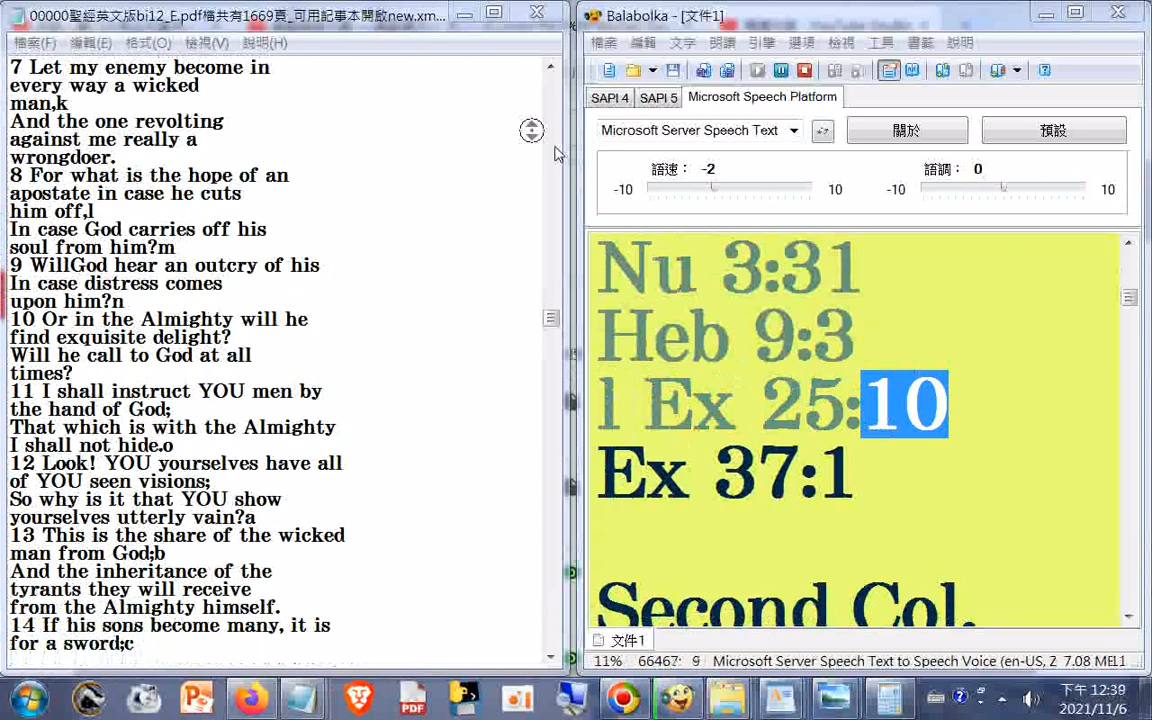 00000聖經英文版bi12_E.pdf檔共有1669頁_可用記事本開啟new.xm...
檔案(F) 編輯(E) 格式(O) 檢視(V) 說明(H)
7 Let my enemy become in
every way a wicked
man,k
And the one revolting
against me really a
wrongdoer.
8 For what is the hope of an
apostate in case he cuts
him off,l
In case God carries off his
soul from him?m
9 WillGod hear an outcry of his
In case distress comes
upon him?n
10 Or in the Almighty will he
find exquisite delight?
Will he call to God at all
times?
11 I shall instruct YOU men by
the hand of God;
That which is with the Almighty
I shall not hide.o
12 Look! YOU yourselves have all
of YOU seen visions;
So why is it that YOU show
yourselves utterly vain?a
13 This is the share of the wicked
man from God;b
And the inheritance of the
tyrants they will receive
from the Almighty himself.
14 If his sons become many, it is
for a sword;c
Balabolka - [文件1]
檔案 編輯 文字 朗讀 引擎 選項 檢視 工具 書籤 說明
SAPI 4 SAPI 5 Microsoft Speech Platform
Microsoft Server Speech Text 關於 預設
語速： -2 語調： 0
-10 10 -10 10
Nu 3:31
Heb 9:3
l Ex 25:10
Ex 37:1
Second Col.
文件1
11% 66467: 9 Microsoft Server Speech Text to Speech Voice (en-US, Z 7.08 ME
下午 12:39
2021/11/6